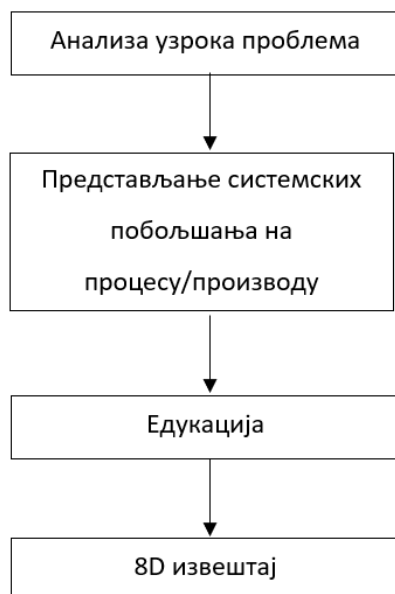 Анализа узрока проблема
Представљање системских
побољшања на
процесу/производу
Едукација
8D извештај